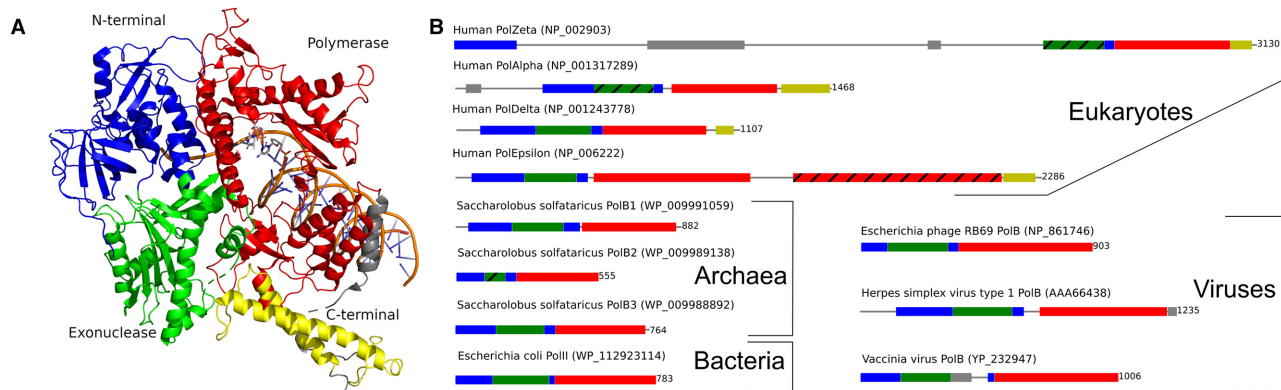 A
N-terminal
Polymerase
Exonuclease
C-terminal
B
Human PolZeta (NP_002903)
3130
Human PolAlpha (NP_001317289)
1468
Human PolDelta (NP_001243778)
1107
Human PolEpsilon (NP_006222)
2286
Eukaryotes
Saccharolobus solfataricus PolB1 (WP_009991059)
882
Saccharolobus solfataricus PolB2 (WP_009989138)
555
Saccharolobus solfataricus PolB3 (WP_009988892)
764
Archaea
Escherichia coli PolII (WP_112923114)
783
Bacteria
Escherichia phage RB69 PolB (NP_861746)
903
Herpes simplex virus type 1 PolB (AAA66438)
1235
Vaccinia virus PolB (YP_232947)
1006
Viruses